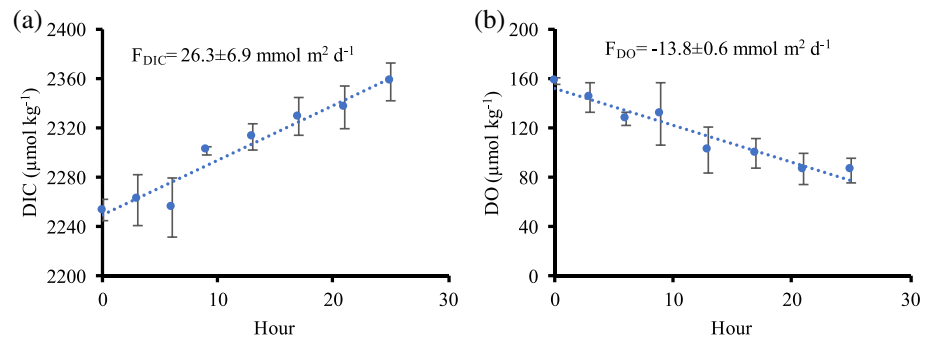 (a)
F_DIC= 26.3±6.9 mmol m² d⁻¹
DIC (μmol kg⁻¹)
2400
2360
2320
2280
2240
2200
0 10 20 30
Hour
(b)
F_DO= -13.8±0.6 mmol m² d⁻¹
DO (μmol kg⁻¹)
200
160
120
80
40
0
0 10 20 30
Hour